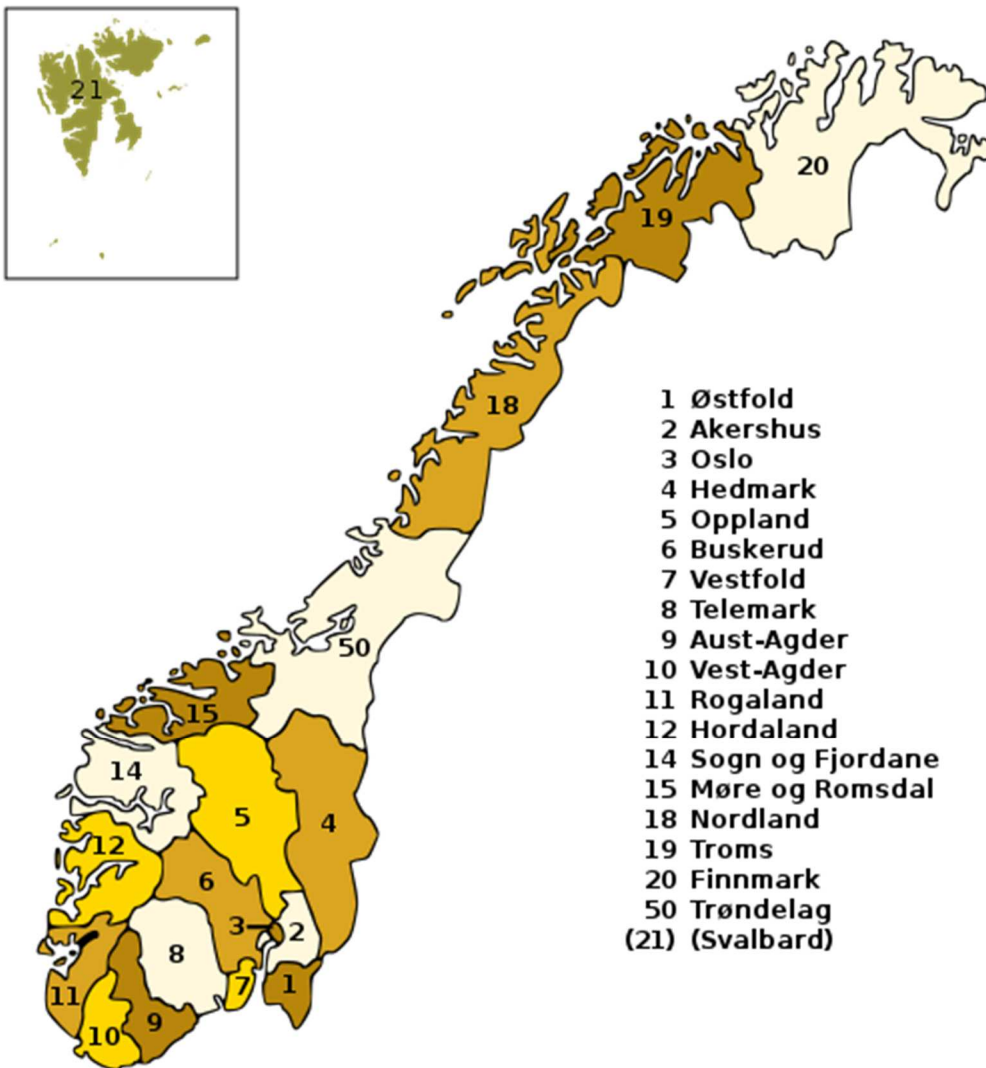 21
20
19
18
50
15
14
5
4
12
6
3
2
8
7
1
11
10
9
1 Østfold
2 Akershus
3 Oslo
4 Hedmark
5 Oppland
6 Buskerud
7 Vestfold
8 Telemark
9 Aust-Agder
10 Vest-Agder
11 Rogaland
12 Hordaland
14 Sogn og Fjordane
15 Møre og Romsdal
18 Nordland
19 Troms
20 Finnmark
50 Trøndelag
(21) (Svalbard)